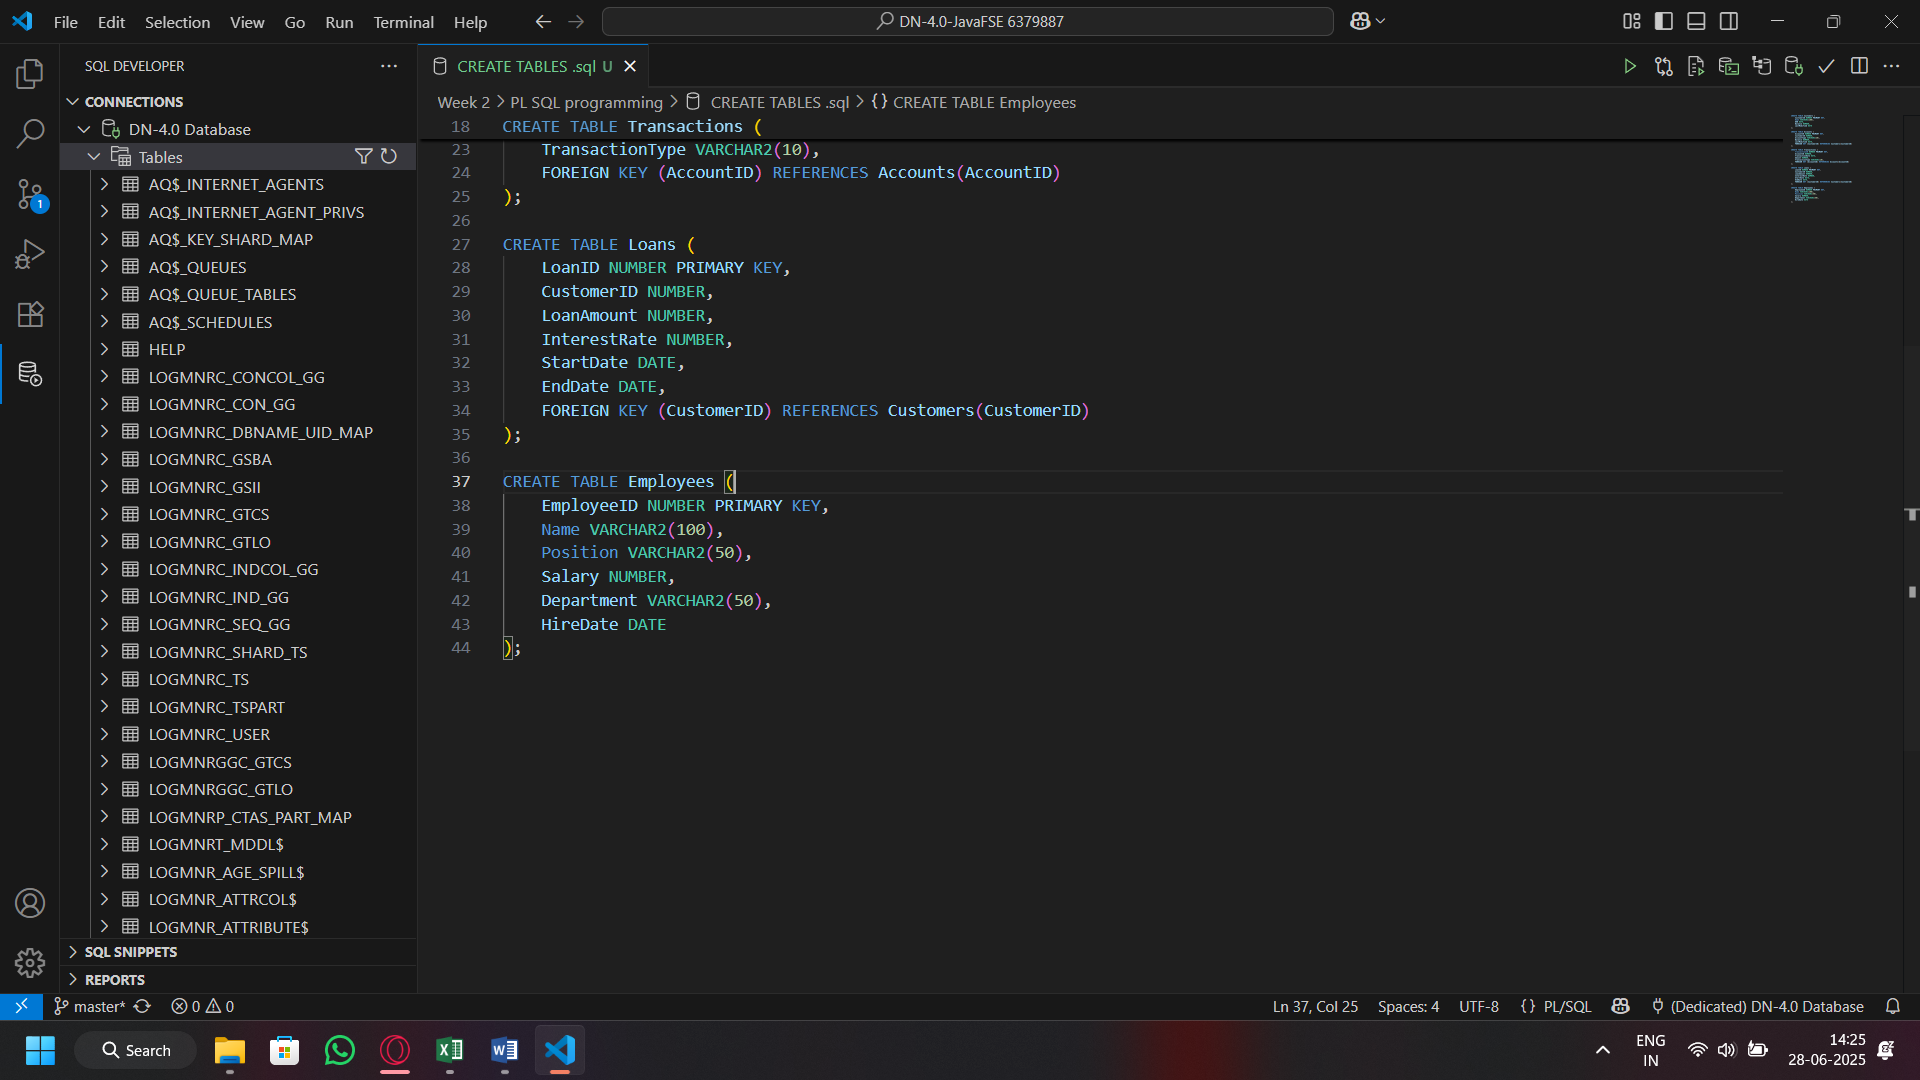 File Edit Selection View Go Run Terminal Help
DN-4.0-JavaFSE 6379887
SQL DEVELOPER
CONNECTIONS
DN-4.0 Database
Tables
AQ$_INTERNET_AGENTS
AQ$_INTERNET_AGENT_PRIVS
AQ$_KEY_SHARD_MAP
AQ$_QUEUES
AQ$_QUEUE_TABLES
AQ$_SCHEDULES
HELP
LOGMNRC_CONCOL_GG
LOGMNRC_CON_GG
LOGMNRC_DBNAME_UID_MAP
LOGMNRC_GSBA
LOGMNRC_GSII
LOGMNRC_GTCS
LOGMNRC_GTLO
LOGMNRC_INDCOL_GG
LOGMNRC_IND_GG
LOGMNRC_SEQ_GG
LOGMNRC_SHARD_TS
LOGMNRC_TS
LOGMNRC_TSPART
LOGMNRC_USER
LOGMNRGGC_GTCS
LOGMNRGGC_GTLO
LOGMNRP_CTAS_PART_MAP
LOGMNRT_MDDL$
LOGMNR_AGE_SPILL$
LOGMNR_ATTRCOL$
LOGMNR_ATTRIBUTE$
SQL SNIPPETS
REPORTS
1
CREATE TABLES .sql U
Week 2 > PL SQL programming > CREATE TABLES .sql > {} CREATE TABLE Employees
18 CREATE TABLE Transactions (
23 TransactionType VARCHAR2(10),
24 FOREIGN KEY (AccountID) REFERENCES Accounts(AccountID)
25 );
26
27 CREATE TABLE Loans (
28 LoanID NUMBER PRIMARY KEY,
29 CustomerID NUMBER,
30 LoanAmount NUMBER,
31 InterestRate NUMBER,
32 StartDate DATE,
33 EndDate DATE,
34 FOREIGN KEY (CustomerID) REFERENCES Customers(CustomerID)
35 );
36
37 CREATE TABLE Employees (
38 EmployeeID NUMBER PRIMARY KEY,
39 Name VARCHAR2(100),
40 Position VARCHAR2(50),
41 Salary NUMBER,
42 Department VARCHAR2(50),
43 HireDate DATE
44 );
master* 0 0 Ln 37, Col 25 Spaces: 4 UTF-8 {} PL/SQL (Dedicated) DN-4.0 Database
Search
ENG
IN
14:25
28-06-2025